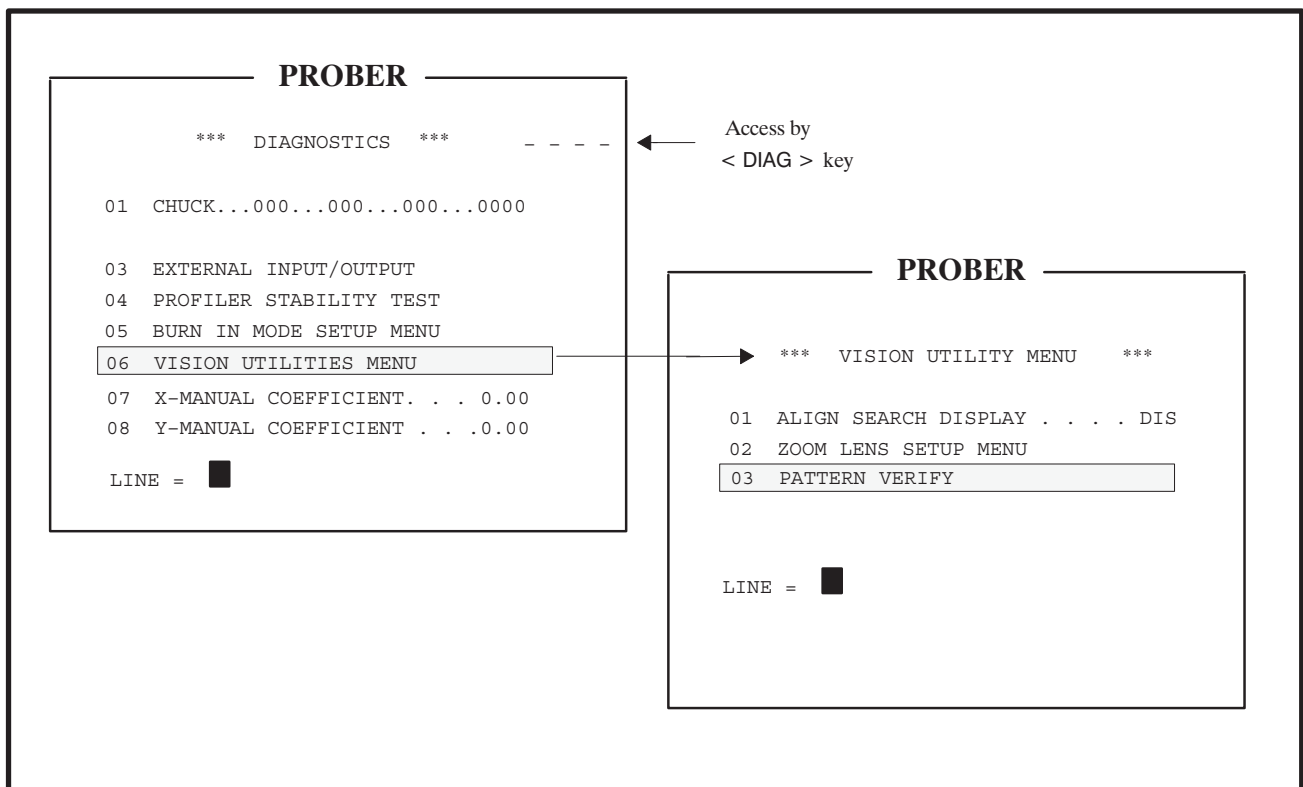 PROBER
*** DIAGNOSTICS *** _ _ _ _
Access by
< DIAG > key
01 CHUCK...000...000...000...0000
03 EXTERNAL INPUT/OUTPUT
04 PROFILER STABILITY TEST
05 BURN IN MODE SETUP MENU
06 VISION UTILITIES MENU
07 X-MANUAL COEFFICIENT. . . 0.00
08 Y-MANUAL COEFFICIENT . . .0.00
LINE =
PROBER
*** VISION UTILITY MENU ***
01 ALIGN SEARCH DISPLAY . . . . DIS
02 ZOOM LENS SETUP MENU
03 PATTERN VERIFY
LINE =